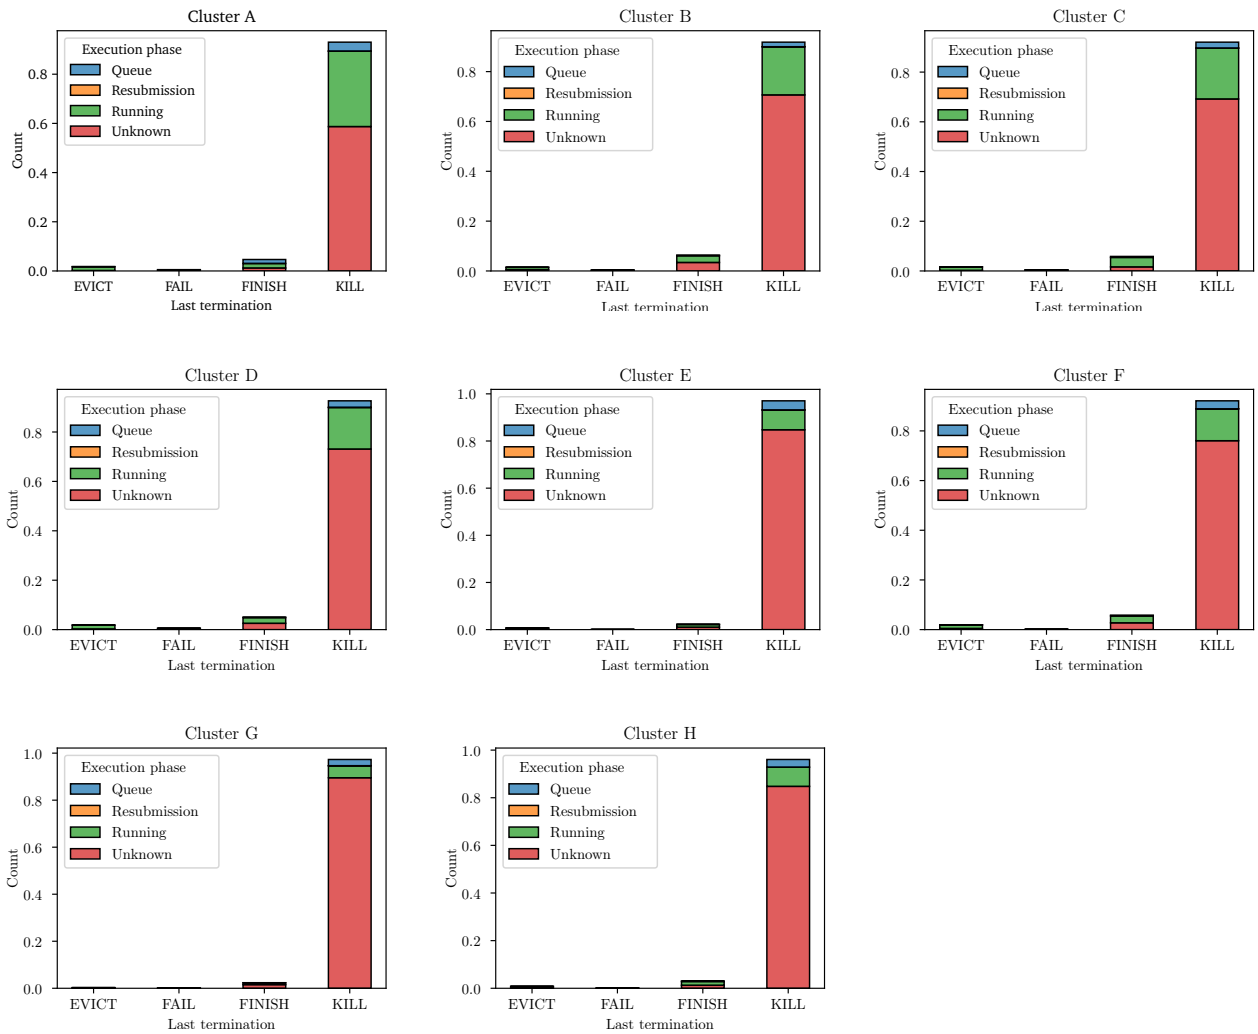 Cluster A
Execution phase
Queue
Resubmission
Running
Unknown
Count
0.8
0.6
0.4
0.2
0.0
EVICT FAIL FINISH KILL
Last termination
Cluster B
Execution phase
Queue
Resubmission
Running
Unknown
Count
0.8
0.6
0.4
0.2
0.0
EVICT FAIL FINISH KILL
Last termination
Cluster C
Execution phase
Queue
Resubmission
Running
Unknown
Count
0.8
0.6
0.4
0.2
0.0
EVICT FAIL FINISH KILL
Last termination
Cluster D
Execution phase
Queue
Resubmission
Running
Unknown
Count
0.8
0.6
0.4
0.2
0.0
EVICT FAIL FINISH KILL
Last termination
Cluster E
Execution phase
Queue
Resubmission
Running
Unknown
Count
1.0
0.8
0.6
0.4
0.2
0.0
EVICT FAIL FINISH KILL
Last termination
Cluster F
Execution phase
Queue
Resubmission
Running
Unknown
Count
0.8
0.6
0.4
0.2
0.0
EVICT FAIL FINISH KILL
Last termination
Cluster G
Execution phase
Queue
Resubmission
Running
Unknown
Count
1.0
0.8
0.6
0.4
0.2
0.0
EVICT FAIL FINISH KILL
Last termination
Cluster H
Execution phase
Queue
Resubmission
Running
Unknown
Count
1.0
0.8
0.6
0.4
0.2
0.0
EVICT FAIL FINISH KILL
Last termination